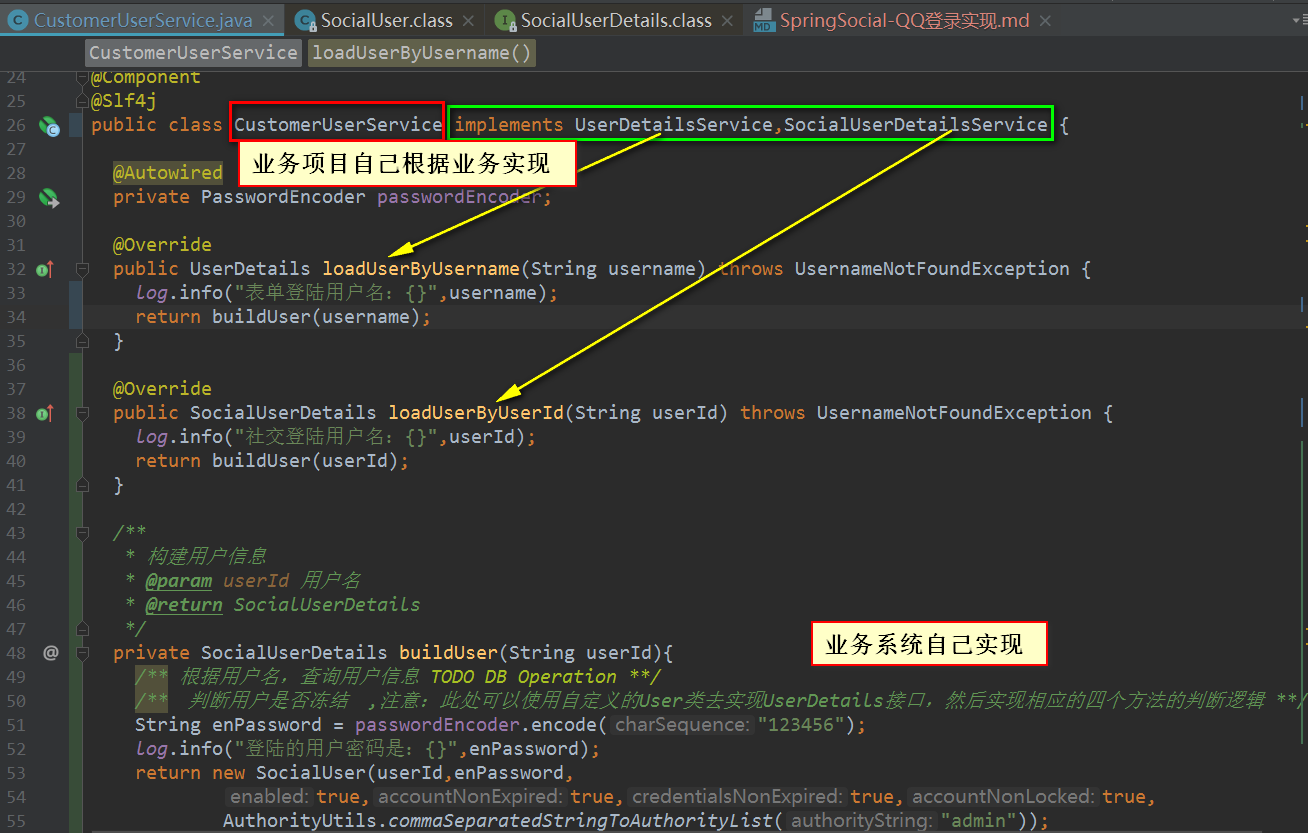 CustomerUserService.java × SocialUser.class × SocialUserDetails.class × SpringSocial-QQ登录实现.md ×
CustomerUserService loadUserByUsername()
24 @Component
25 @Slf4j
26 public class CustomerUserService implements UserDetailsService,SocialUserDetailsService {
27 业务项目自己根据业务实现
28 @Autowired
29 private PasswordEncoder passwordEncoder;
30
31 @Override
32 public UserDetails loadUserByUsername(String username) throws UsernameNotFoundException {
33 log.info("表单登陆用户名：{}",username);
34 return buildUser(username);
35 }
36
37 @Override
38 public SocialUserDetails loadUserByUserId(String userId) throws UsernameNotFoundException {
39 log.info("社交登陆用户名：{}",userId);
40 return buildUser(userId);
41 }
42
43 /**
44 * 构建用户信息
45 * @param userId 用户名
46 * @return SocialUserDetails
47 */
业务系统自己实现
48 private SocialUserDetails buildUser(String userId){
49 /** 根据用户名，查询用户信息 TODO DB Operation **/
50 /** 判断用户是否冻结 ,注意：此处可以使用自定义的User类去实现UserDetails接口，然后实现相应的四个方法的判断逻辑 **/
51 String enPassword = passwordEncoder.encode( charSequence: "123456");
52 log.info("登陆的用户密码是：{}",enPassword);
53 return new SocialUser(userId,enPassword,
54 enabled: true, accountNonExpired: true, credentialsNonExpired: true, accountNonLocked: true,
55 AuthorityUtils.commaSeparatedStringToAuthorityList( authorityString: "admin"));